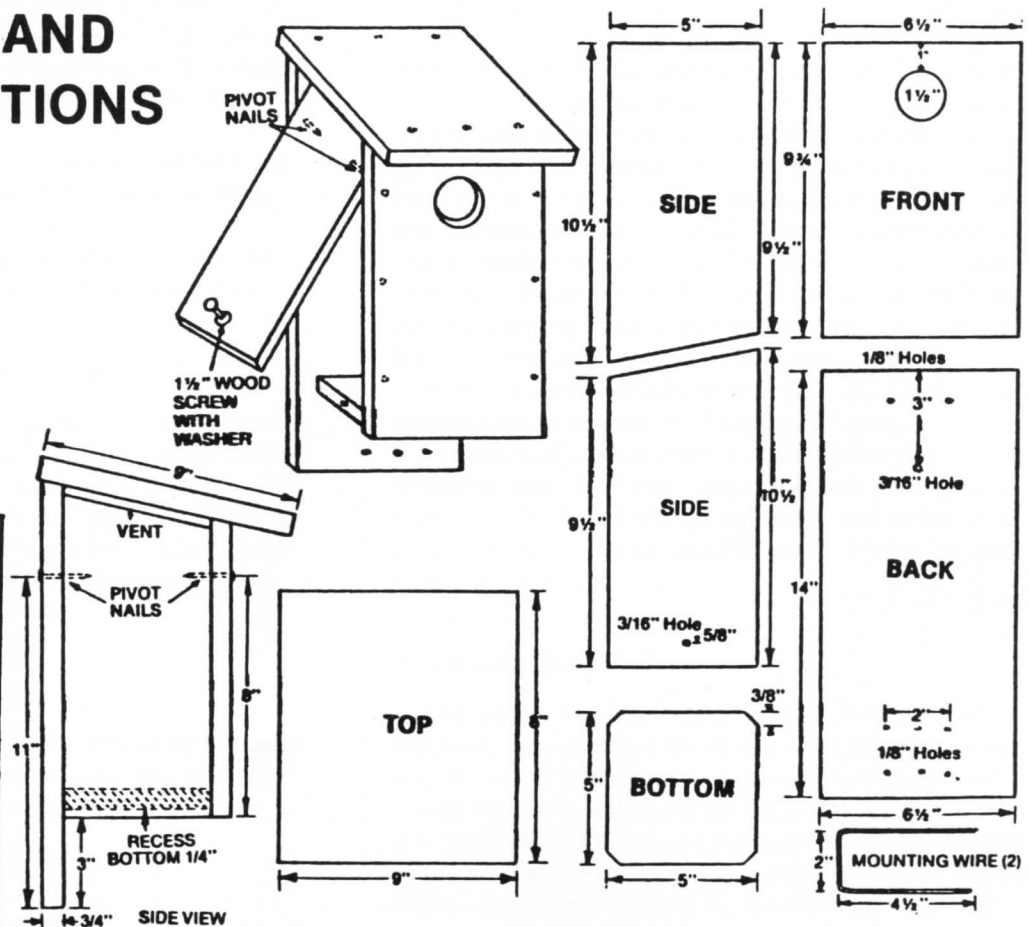 AND
TIONS
PIVOT
NAILS
1½" WOOD
SCREW
WITH
WASHER
5"
10½"
SIDE
9½"
6½"
1"
1½"
9¾"
FRONT
9½"
SIDE
10½"
3/16" Hole
5/8"
1/8" Holes
3"
3/16" Hole
BACK
14"
2"
1/8" Holes
6½"
9"
VENT
PIVOT
NAILS
11"
8"
RECESS
BOTTOM 1/4"
3"
3/4"
SIDE VIEW
TOP
9"
3/8"
5"
BOTTOM
5"
2"
MOUNTING WIRE (2)
4½"